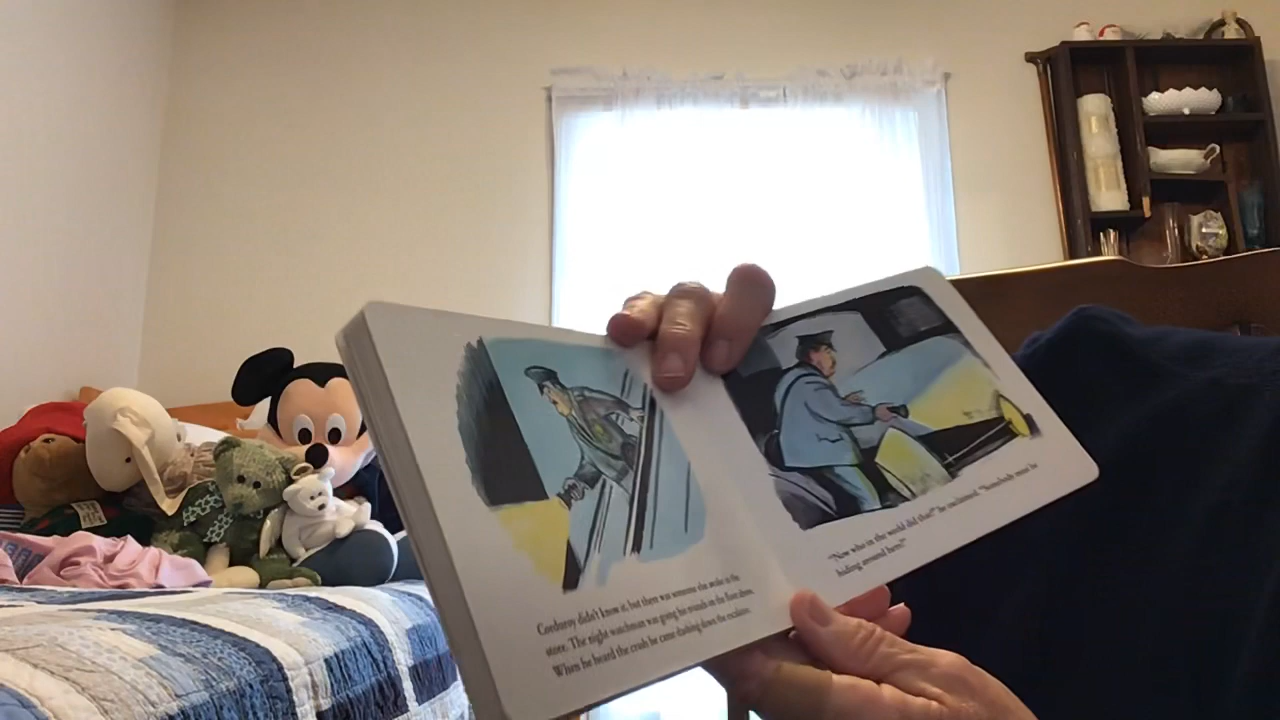 Corduroy didn't know it, but there was someone else awake in the
store. The night watchman was going his rounds on the floor above.
When he heard the crash he came dashing down the escalator.
"Now who in the world did that!" he exclaimed. "Somebody must be
hiding around here!"